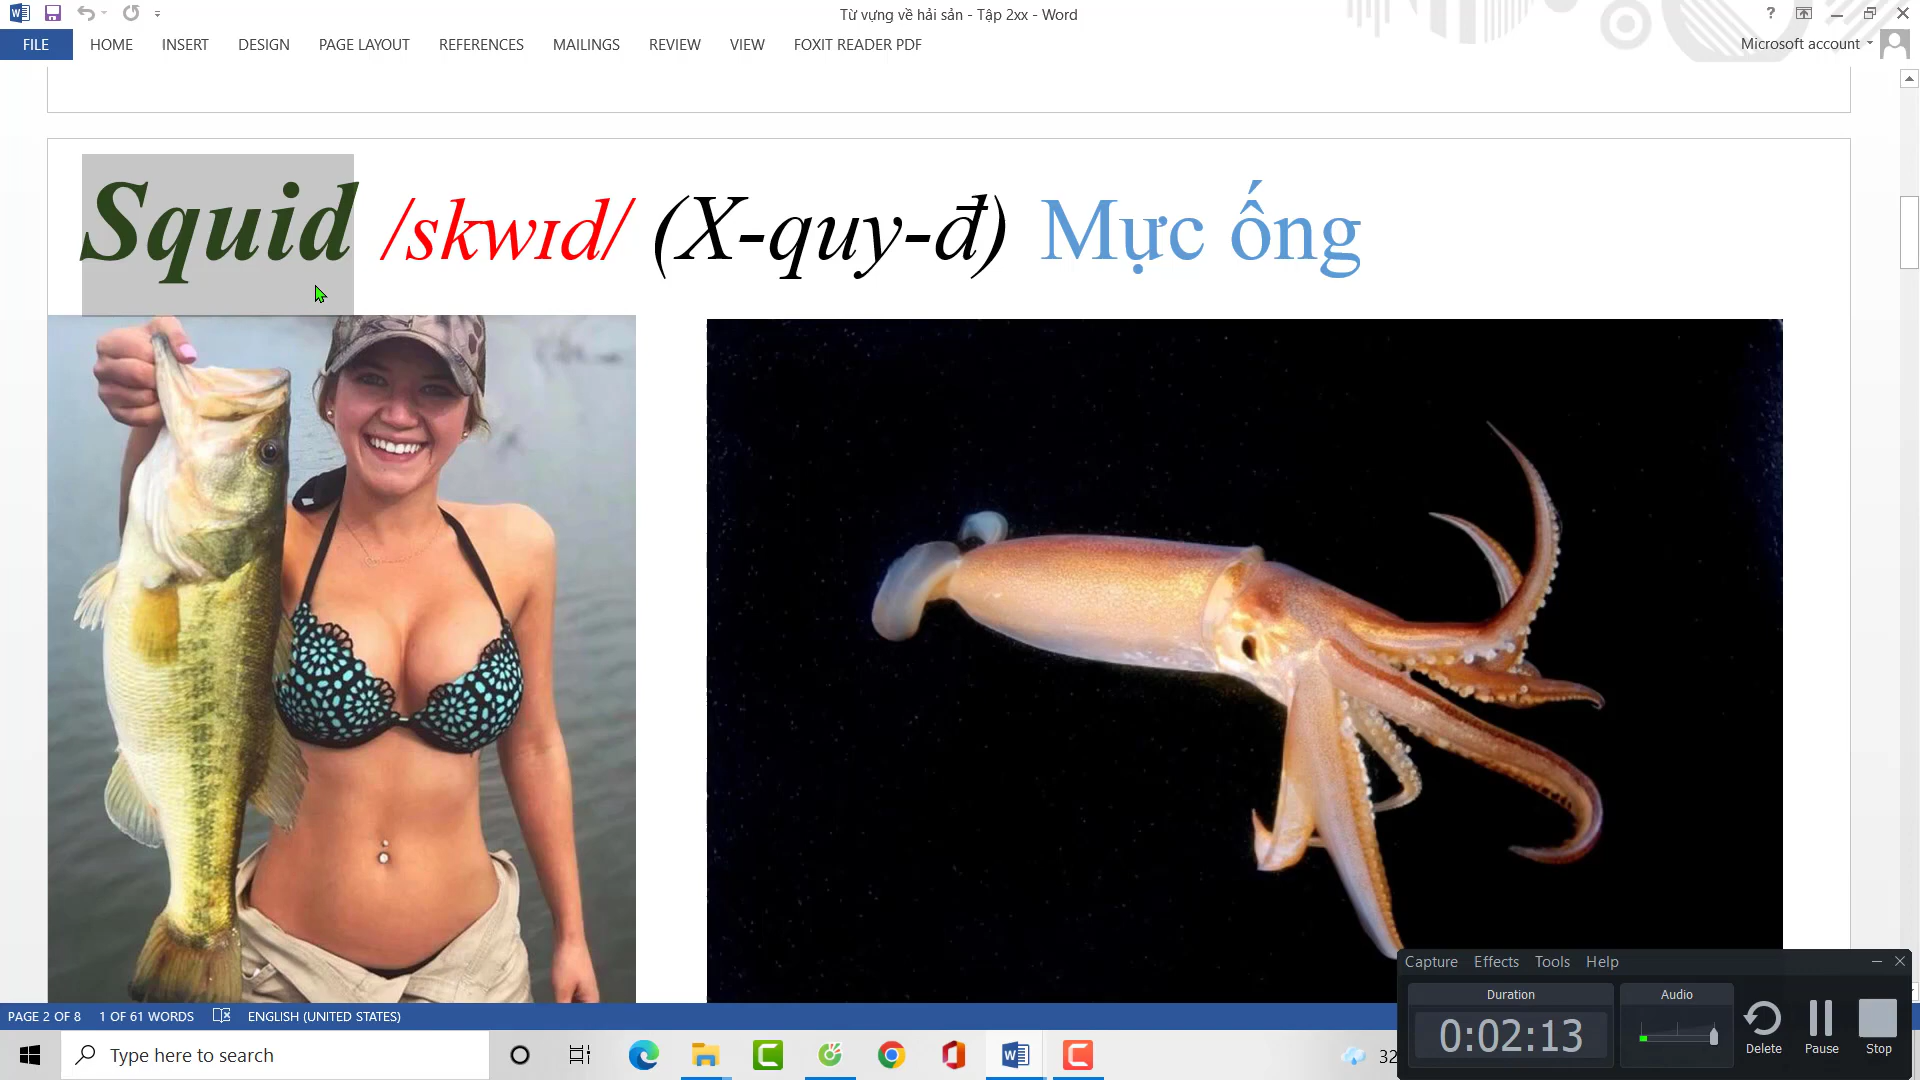 Từ vựng về hải sản - Tập 2xx - Word
FILE HOME INSERT DESIGN PAGE LAYOUT REFERENCES MAILINGS REVIEW VIEW FOXIT READER PDF
Microsoft account
Squid /skwɪd/ (X-quy-đ) Mực ống
Capture Effects Tools Help
Duration Audio
0:02:13
Delete Pause Stop
PAGE 2 OF 8 1 OF 61 WORDS ENGLISH (UNITED STATES)
Type here to search
32